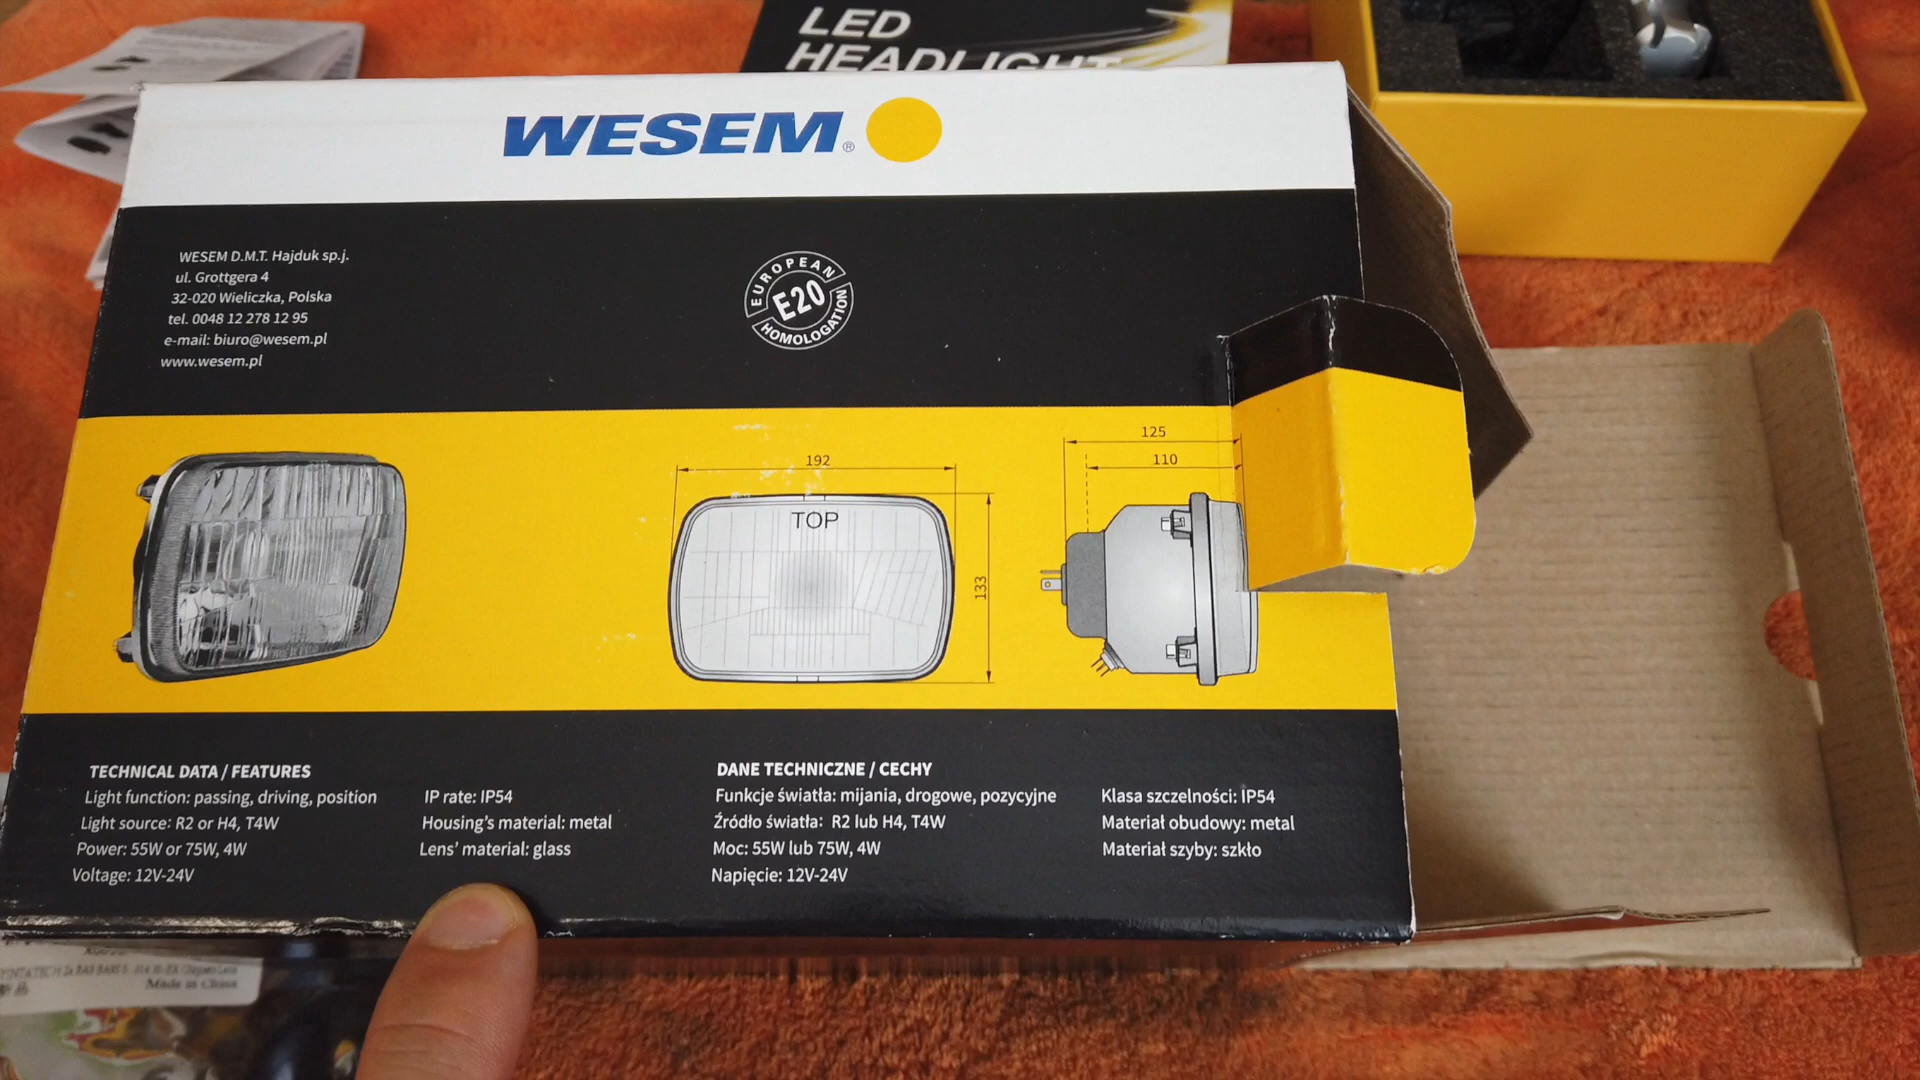 LED
HEADLIGHT
WESEM®
WESEM D.M.T. Hajduk sp.j.
ul. Grottgera 4
32-020 Wieliczka, Polska
tel. 0048 12 278 12 95
e-mail: biuro@wesem.pl
www.wesem.pl
EUROPEAN
E20
HOMOLOGATION
192
TOP
133
125
110
TECHNICAL DATA / FEATURES
Light function: passing, driving, position
Light source: R2 or H4, T4W
Power: 55W or 75W, 4W
Voltage: 12V-24V
IP rate: IP54
Housing's material: metal
Lens' material: glass
DANE TECHNICZNE / CECHY
Funkcje światła: mijania, drogowe, pozycyjne
Źródło światła: R2 lub H4, T4W
Moc: 55W lub 75W, 4W
Napięcie: 12V-24V
Klasa szczelności: IP54
Materiał obudowy: metal
Materiał szyby: szkło
Made in China